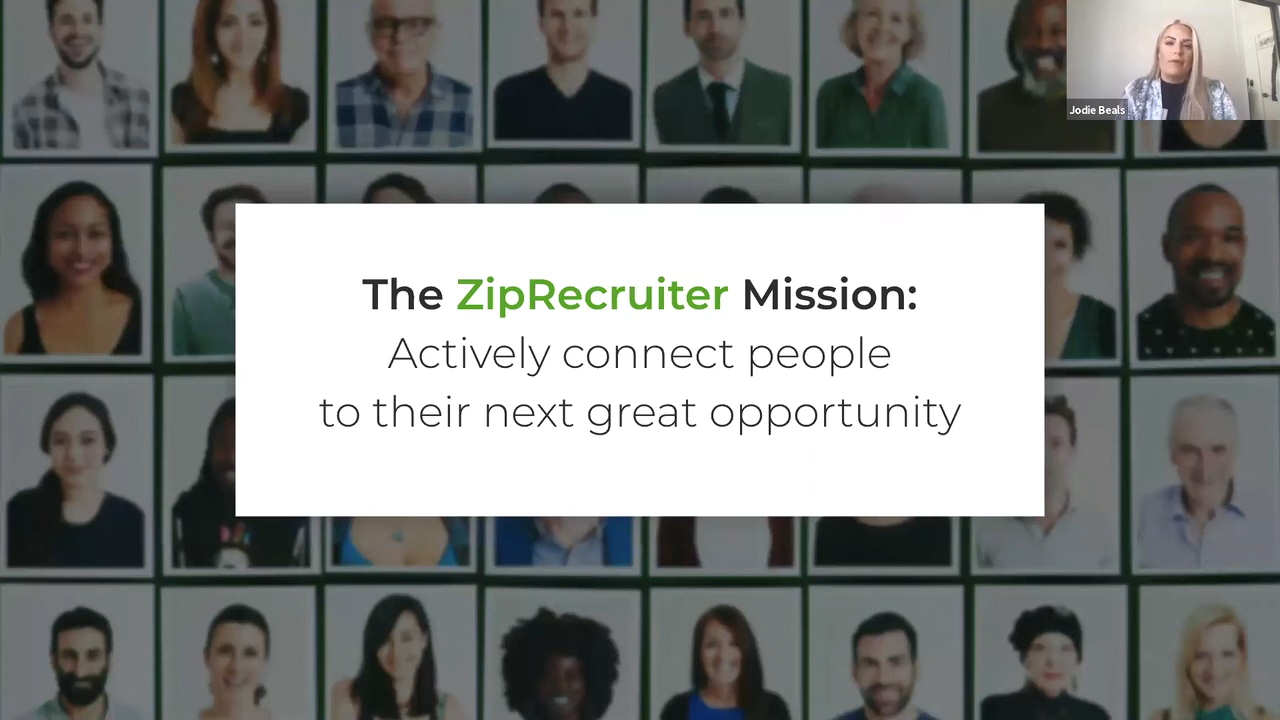 Jodie Beals
The ZipRecruiter Mission:
Actively connect people
to their next great opportunity